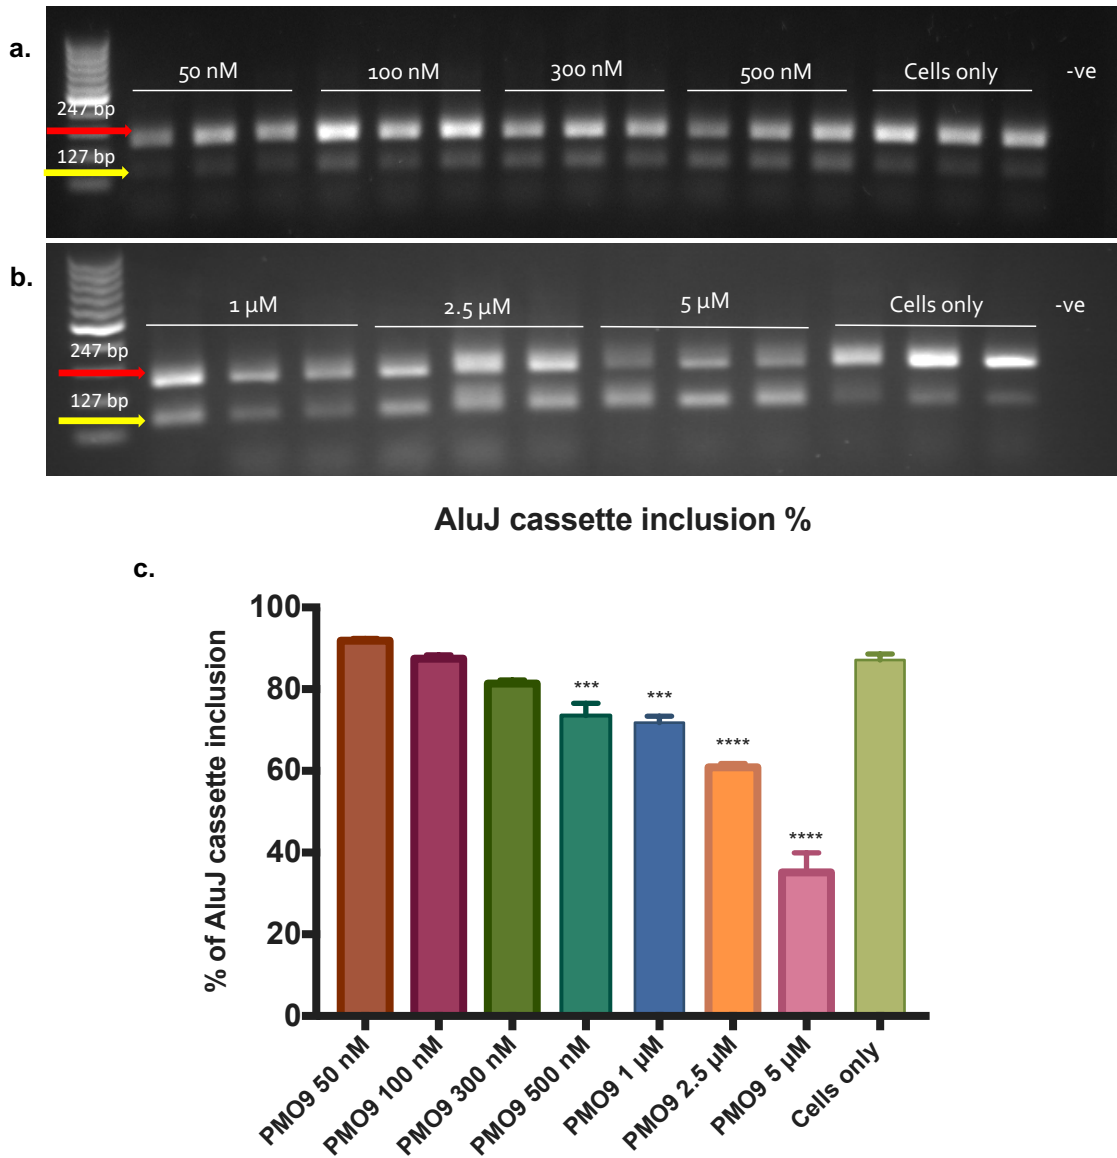 a.
50 nM
100 nM
300 nM
500 nM
Cells only
-ve
247 bp
127 bp
b.
1 µM
2.5 µM
5 µM
Cells only
-ve
247 bp
127 bp
AluJ cassette inclusion %
c.
% of AluJ cassette inclusion
100
80
60
40
20
0
***
***
****
****
PMO9 50 nM
PMO9 100 nM
PMO9 300 nM
PMO9 500 nM
PMO9 1 µM
PMO9 2.5 µM
PMO9 5 µM
Cells only